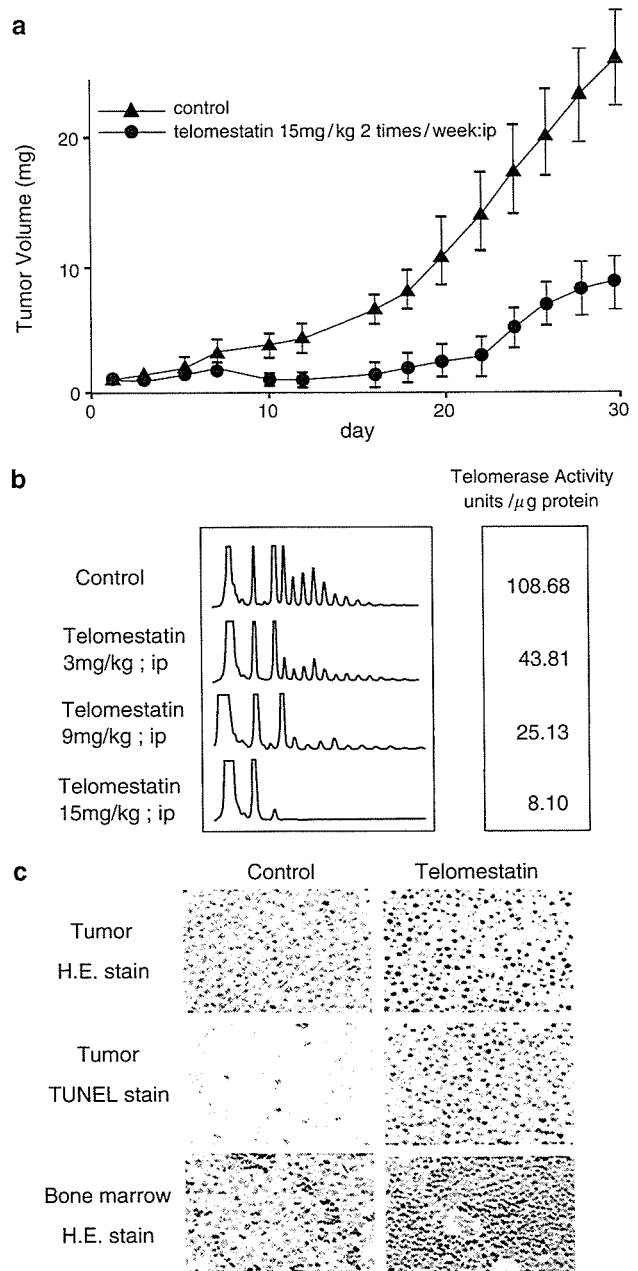 a
control
telomestatin 15mg/kg 2 times/week:ip
Tumor Volume (mg)
20
10
0
0
10
20
30
day
b
Telomerase Activity
units /μg protein
Control
108.68
Telomestatin
3mg/kg ; ip
43.81
Telomestatin
9mg/kg ; ip
25.13
Telomestatin
15mg/kg ; ip
8.10
c
Control
Telomestatin
Tumor
H.E. stain
Tumor
TUNEL stain
Bone marrow
H.E. stain